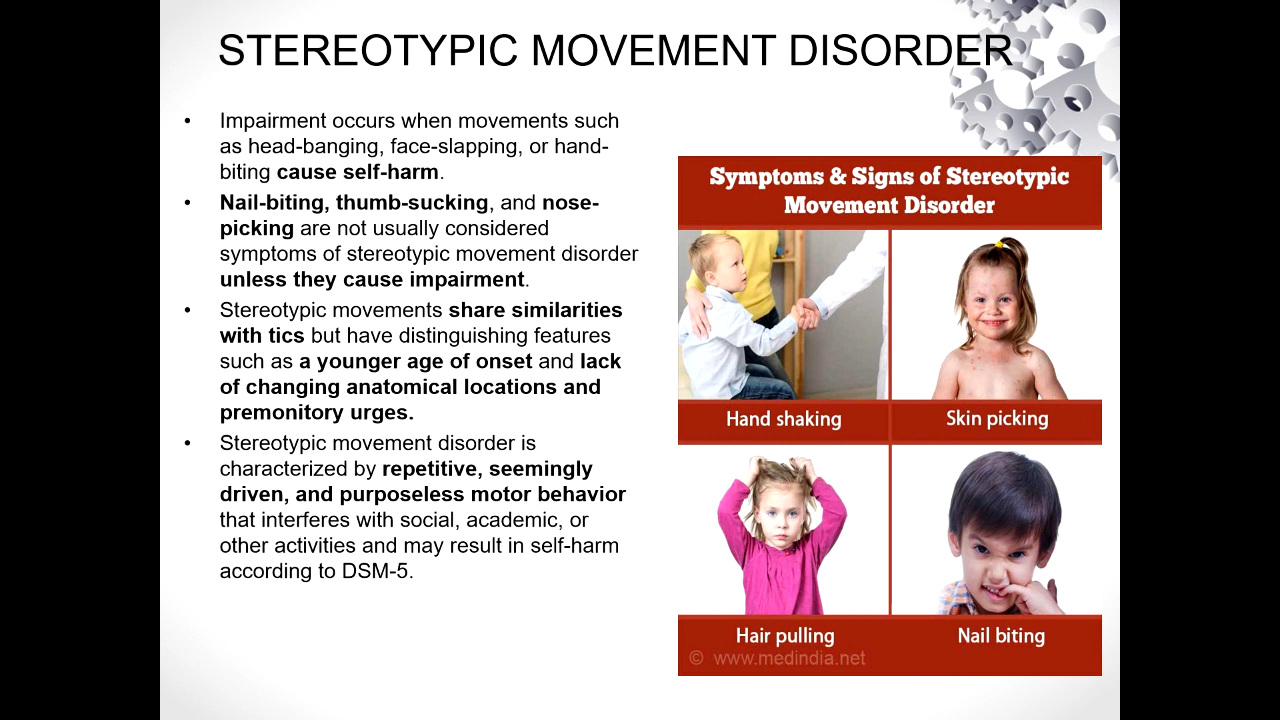 STEREOTYPIC MOVEMENT DISORDER
• Impairment occurs when movements such
as head-banging, face-slapping, or hand-
biting cause self-harm.
• Nail-biting, thumb-sucking, and nose-
picking are not usually considered
symptoms of stereotypic movement disorder
unless they cause impairment.
• Stereotypic movements share similarities
with tics but have distinguishing features
such as a younger age of onset and lack
of changing anatomical locations and
premonitory urges.
• Stereotypic movement disorder is
characterized by repetitive, seemingly
driven, and purposeless motor behavior
that interferes with social, academic, or
other activities and may result in self-harm
according to DSM-5.
Symptoms & Signs of Stereotypic
Movement Disorder
Hand shaking
Skin picking
Hair pulling
Nail biting
© www.medindia.net